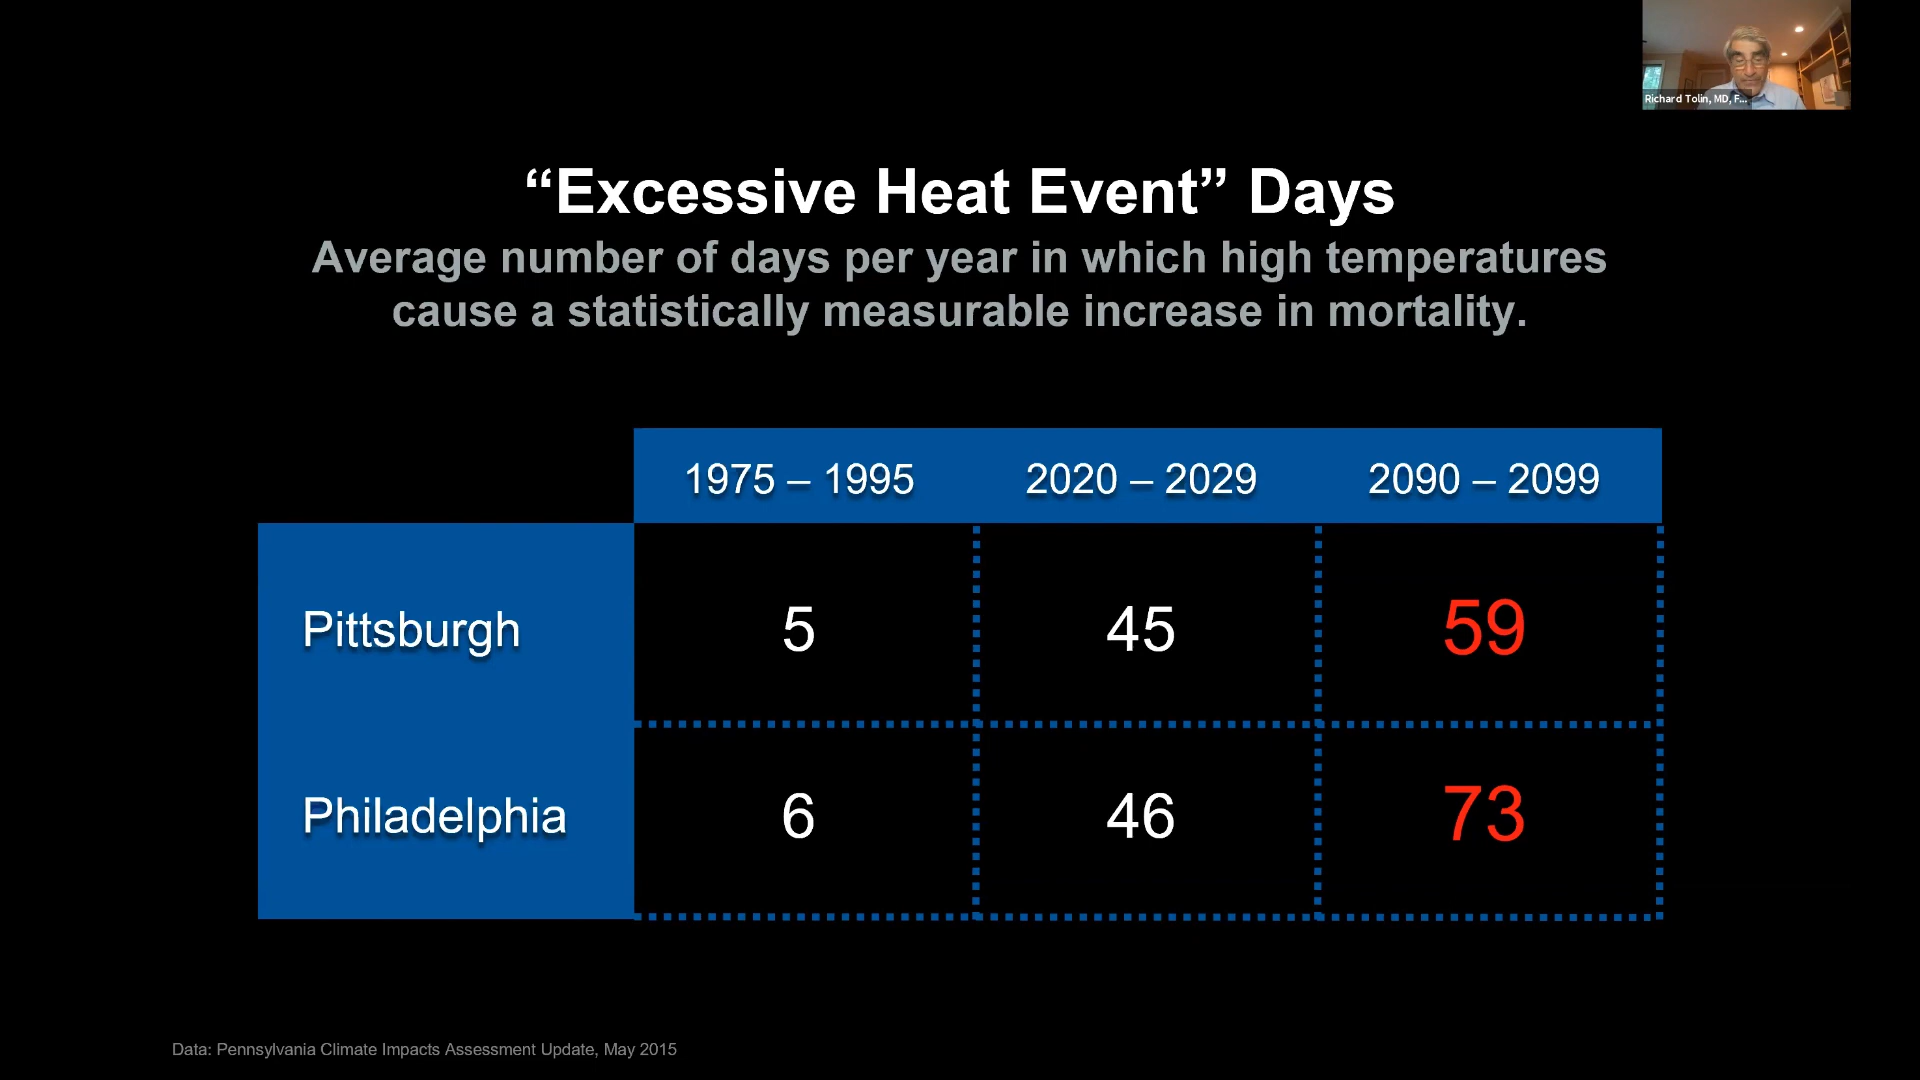 Richard Tolin, MD, F...
“Excessive Heat Event” Days
Average number of days per year in which high temperatures
cause a statistically measurable increase in mortality.
1975 – 1995 2020 – 2029 2090 – 2099
Pittsburgh 5 45 59
Philadelphia 6 46 73
Data: Pennsylvania Climate Impacts Assessment Update, May 2015